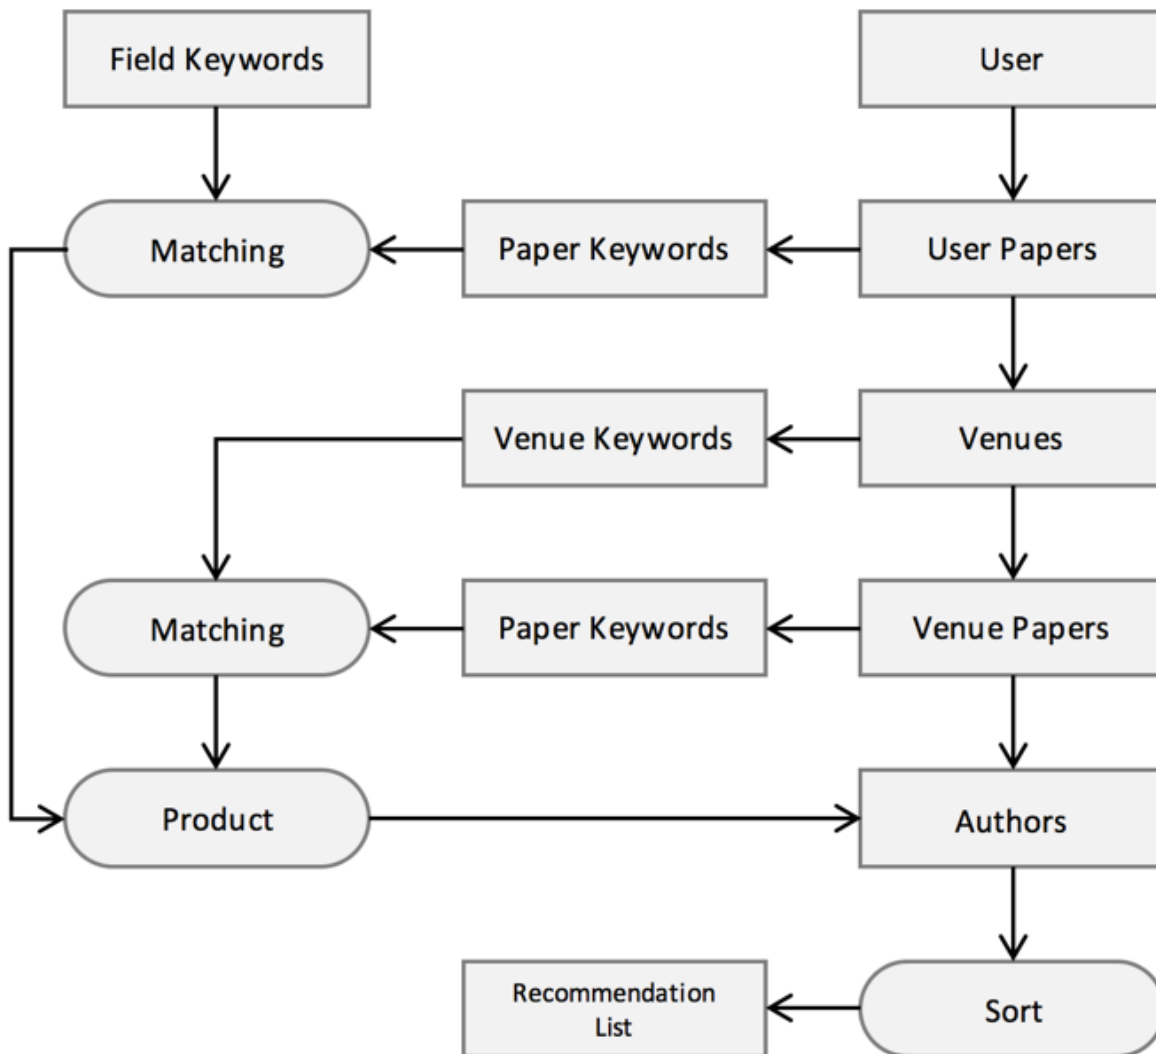 Field Keywords
User
Matching
Paper Keywords
User Papers
Venue Keywords
Venues
Matching
Paper Keywords
Venue Papers
Product
Authors
Recommendation
List
Sort